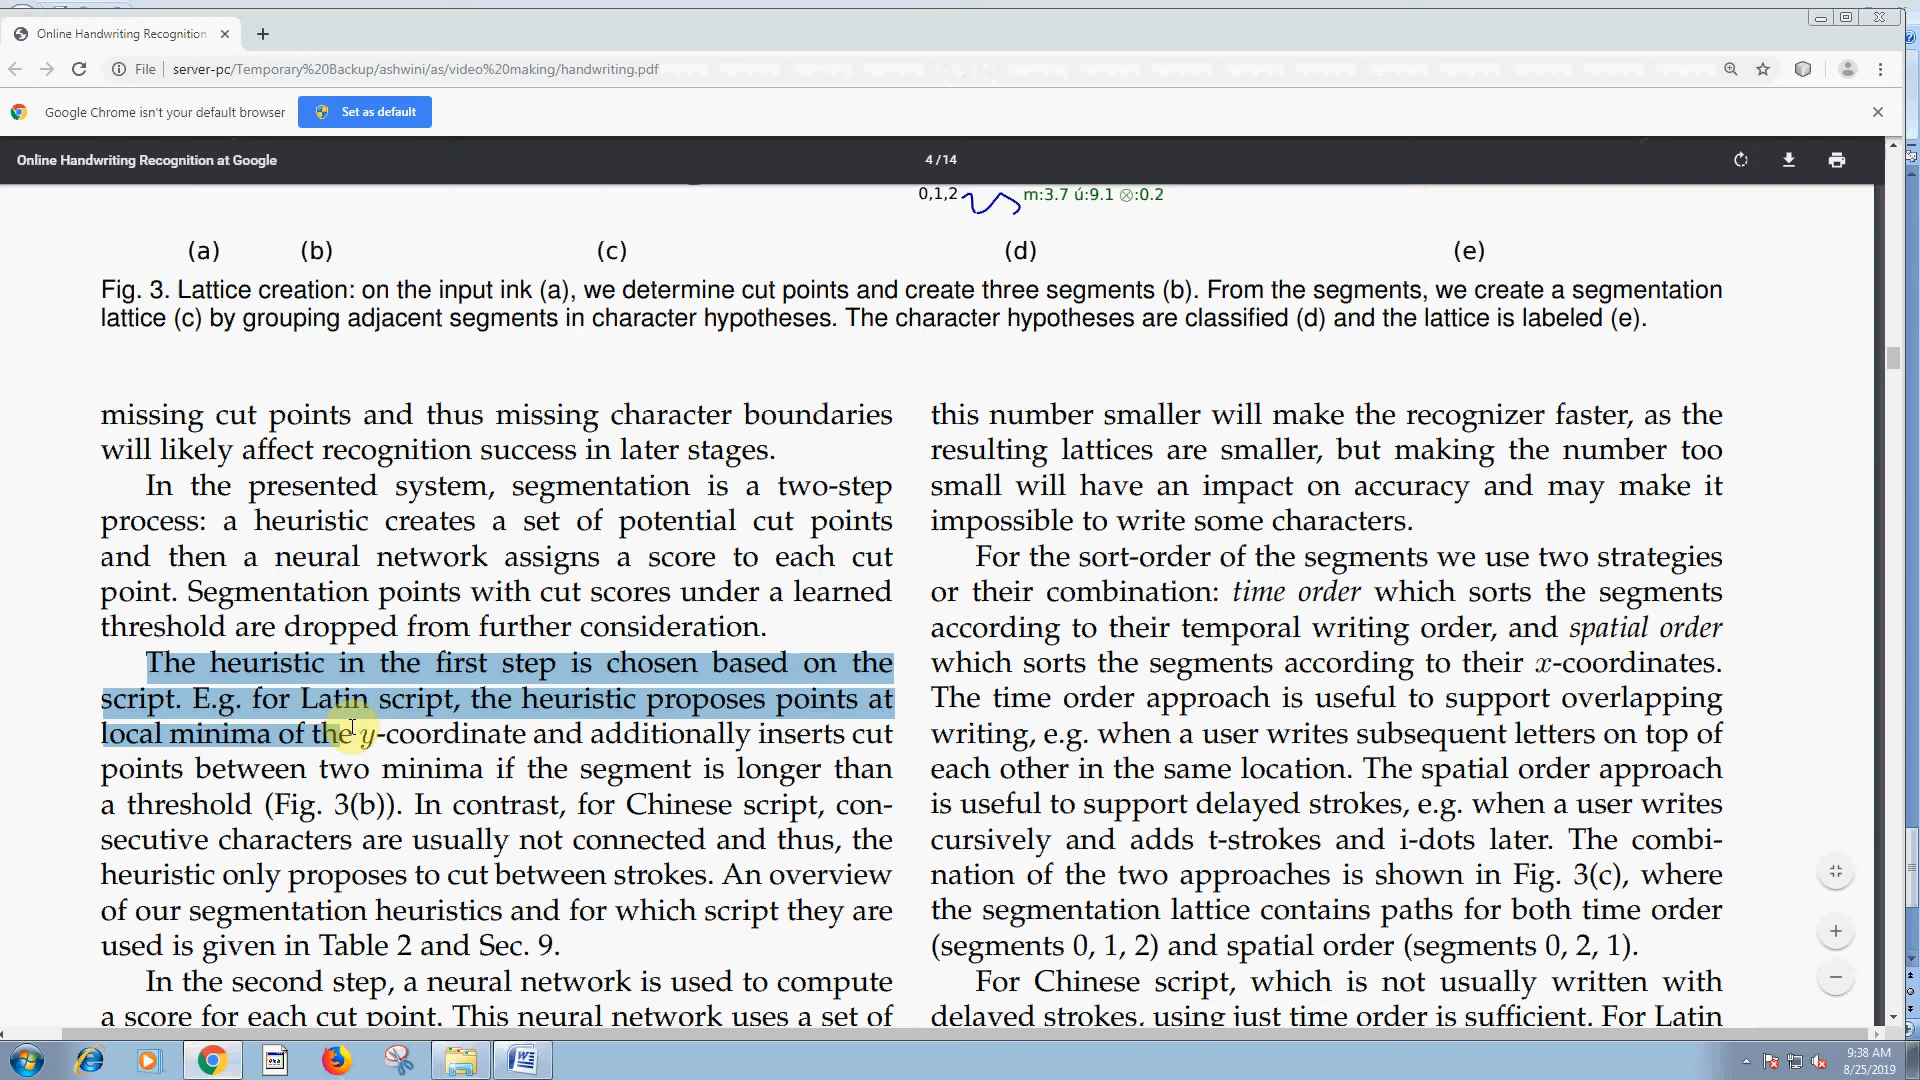 Online Handwriting Recognition
File server-pc/Temporary%20Backup/ashwini/as/video%20making/handwriting.pdf
Google Chrome isn't your default browser Set as default
Online Handwriting Recognition at Google 4 / 14
0,1,2 m:3.7 ú:9.1 ⊗:0.2
(a) (b) (c) (d) (e)
Fig. 3. Lattice creation: on the input ink (a), we determine cut points and create three segments (b). From the segments, we create a segmentation
lattice (c) by grouping adjacent segments in character hypotheses. The character hypotheses are classified (d) and the lattice is labeled (e).
missing cut points and thus missing character boundaries
will likely affect recognition success in later stages.
In the presented system, segmentation is a two-step
process: a heuristic creates a set of potential cut points
and then a neural network assigns a score to each cut
point. Segmentation points with cut scores under a learned
threshold are dropped from further consideration.
The heuristic in the first step is chosen based on the
script. E.g. for Latin script, the heuristic proposes points at
local minima of the y-coordinate and additionally inserts cut
points between two minima if the segment is longer than
a threshold (Fig. 3(b)). In contrast, for Chinese script, con-
secutive characters are usually not connected and thus, the
heuristic only proposes to cut between strokes. An overview
of our segmentation heuristics and for which script they are
used is given in Table 2 and Sec. 9.
In the second step, a neural network is used to compute
a score for each cut point. This neural network uses a set of
this number smaller will make the recognizer faster, as the
resulting lattices are smaller, but making the number too
small will have an impact on accuracy and may make it
impossible to write some characters.
For the sort-order of the segments we use two strategies
or their combination: time order which sorts the segments
according to their temporal writing order, and spatial order
which sorts the segments according to their x-coordinates.
The time order approach is useful to support overlapping
writing, e.g. when a user writes subsequent letters on top of
each other in the same location. The spatial order approach
is useful to support delayed strokes, e.g. when a user writes
cursively and adds t-strokes and i-dots later. The combi-
nation of the two approaches is shown in Fig. 3(c), where
the segmentation lattice contains paths for both time order
(segments 0, 1, 2) and spatial order (segments 0, 2, 1).
For Chinese script, which is not usually written with
delayed strokes, using just time order is sufficient. For Latin
9:38 AM
8/25/2019